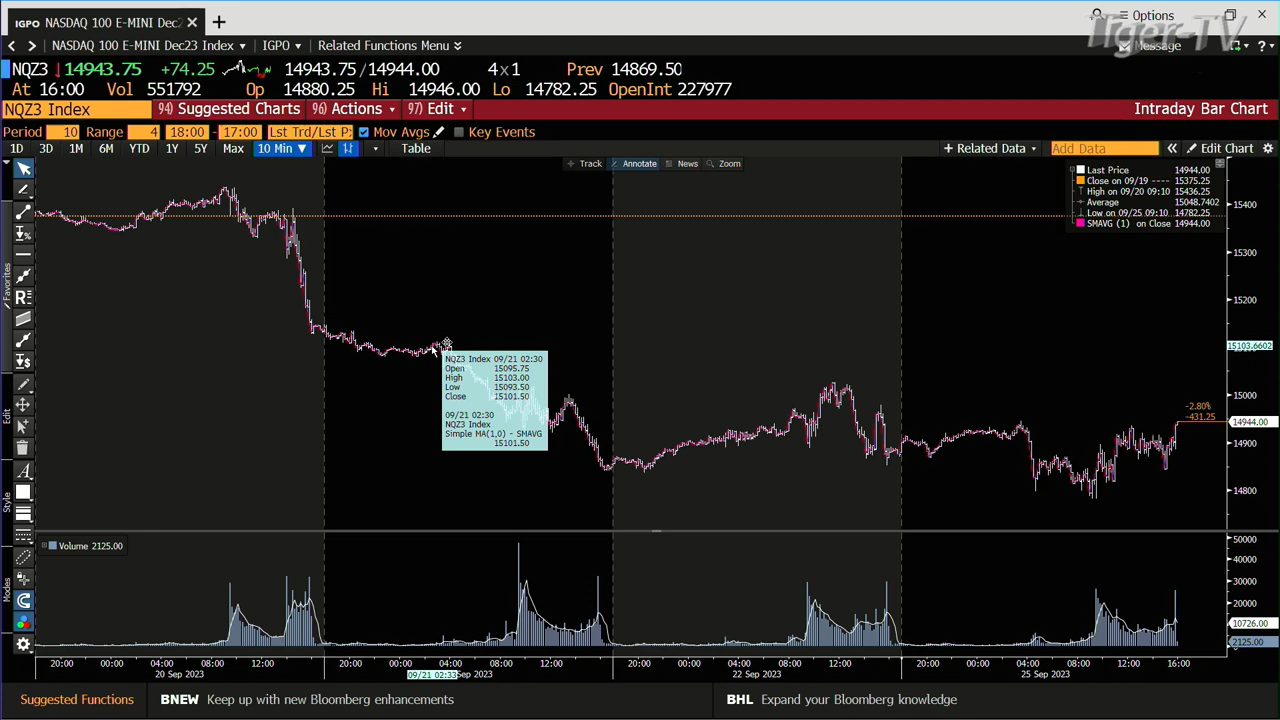 IGPO NASDAQ 100 E-MINI Dec2
Options
Tiger-TV
NASDAQ 100 E-MINI Dec23 Index IGPO Related Functions Menu
Message
NQZ3 14943.75 +74.25 14943.75/14944.00 4x1 Prev 14869.50
At 16:00 Vol 551792 Op 14880.25 Hi 14946.00 Lo 14782.25 OpenInt 227977
NQZ3 Index 94) Suggested Charts 96) Actions 97) Edit Intraday Bar Chart
Period 10 Range 4 18:00 - 17:00 Lst Trd/Lst P: Mov Avgs Key Events
1D 3D 1M 6M YTD 1Y 5Y Max 10 Min ▼ Table + Related Data Add Data « Edit Chart
Track Annotate News Zoom
Last Price 14944.00
Close on 09/19 ---- 15375.25
High on 09/20 09:10 15436.25
Average 15048.7402
Low on 09/25 09:10 14782.25
SMAVG (1) on Close 14944.00
15400
15300
15200
15103.6602
15000
-2.80%
-431.25
14944.00
14900
14800
NQZ3 Index 09/21 02:30
Open 15095.75
High 15103.00
Low 15093.50
Close 15101.50
09/21 02:30
NQZ3 Index
Simple MA(1,0) - SMAVG
15101.50
Favorites
Edit
Style
Modes
Volume 2125.00
50000
40000
30000
20000
10726.00
2125.00
20:00 00:00 04:00 08:00 12:00 20:00 00:00 04:00 08:00 12:00 20:00 00:00 04:00 08:00 12:00 20:00 00:00 04:00 08:00 12:00 16:00
20 Sep 2023 09/21 02:33 Sep 2023 22 Sep 2023 25 Sep 2023
Suggested Functions BNEW Keep up with new Bloomberg enhancements BHL Expand your Bloomberg knowledge